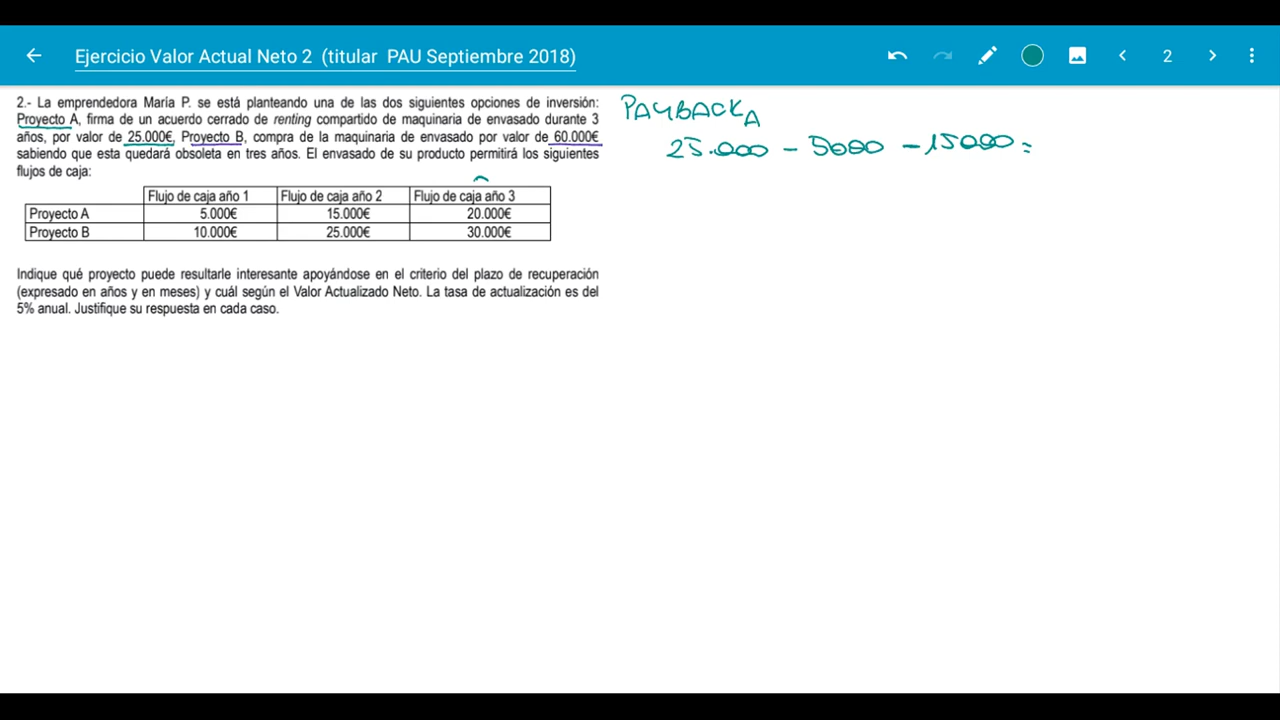 Ejercicio Valor Actual Neto 2 (titular PAU Septiembre 2018)
2
2.- La emprendedora María P. se está planteando una de las dos siguientes opciones de inversión:
Proyecto A, firma de un acuerdo cerrado de renting compartido de maquinaria de envasado durante 3
años, por valor de 25.000€, Proyecto B, compra de la maquinaria de envasado por valor de 60.000€
sabiendo que esta quedará obsoleta en tres años. El envasado de su producto permitirá los siguientes
flujos de caja:
Flujo de caja año 1 Flujo de caja año 2 Flujo de caja año 3
Proyecto A 5.000€ 15.000€ 20.000€
Proyecto B 10.000€ 25.000€ 30.000€
Indique qué proyecto puede resultarle interesante apoyándose en el criterio del plazo de recuperación
(expresado en años y en meses) y cuál según el Valor Actualizado Neto. La tasa de actualización es del
5% anual. Justifique su respuesta en cada caso.
PAYBACK A
25.000 - 5000 - 15000 =